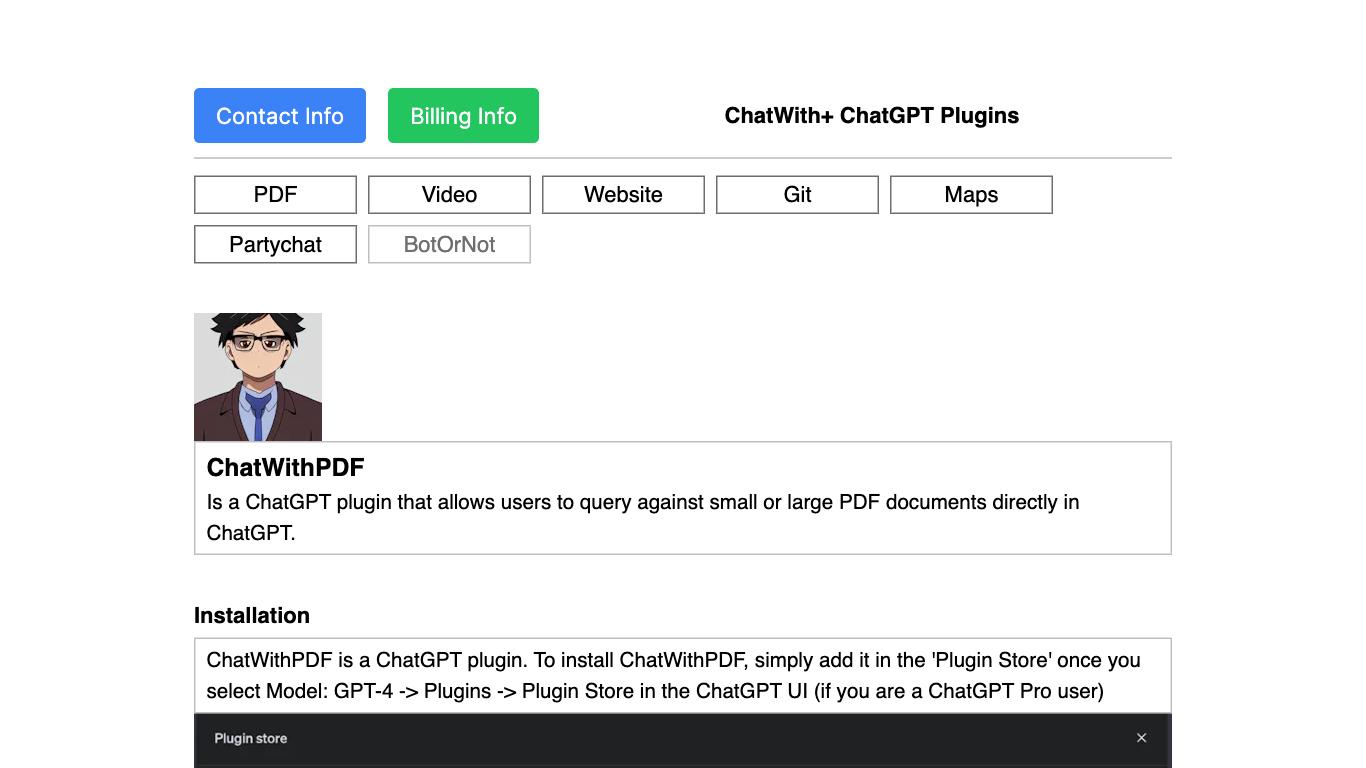 Contact Info
Billing Info
ChatWith+ ChatGPT Plugins
PDF
Video
Website
Git
Maps
Partychat
BotOrNot
ChatWithPDF
Is a ChatGPT plugin that allows users to query against small or large PDF documents directly in
ChatGPT.
Installation
ChatWithPDF is a ChatGPT plugin. To install ChatWithPDF, simply add it in the 'Plugin Store' once you
select Model: GPT-4 -> Plugins -> Plugin Store in the ChatGPT UI (if you are a ChatGPT Pro user)
Plugin store